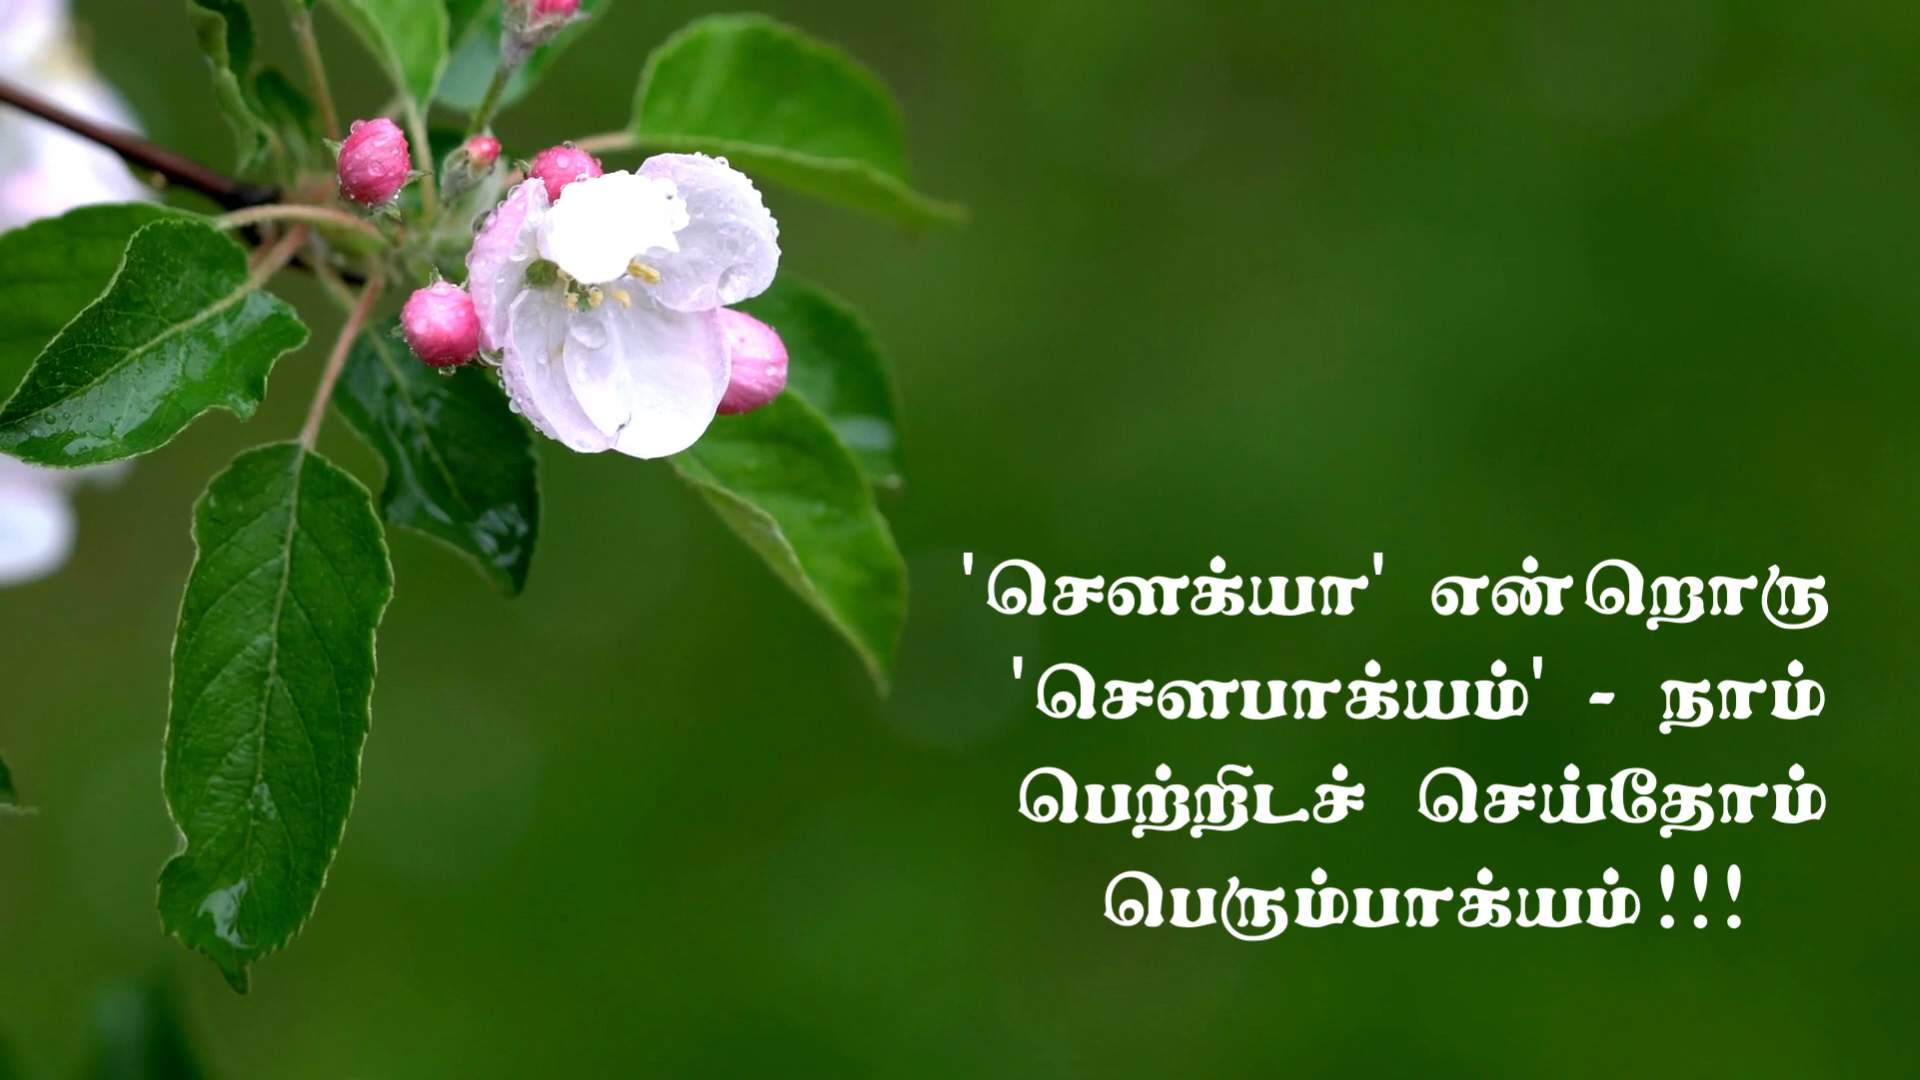 'சௌக்யா' என்றொரு
'சௌபாக்யம்' - நாம்
பெற்றிடச் செய்தோம்
பெரும்பாக்யம்!!!